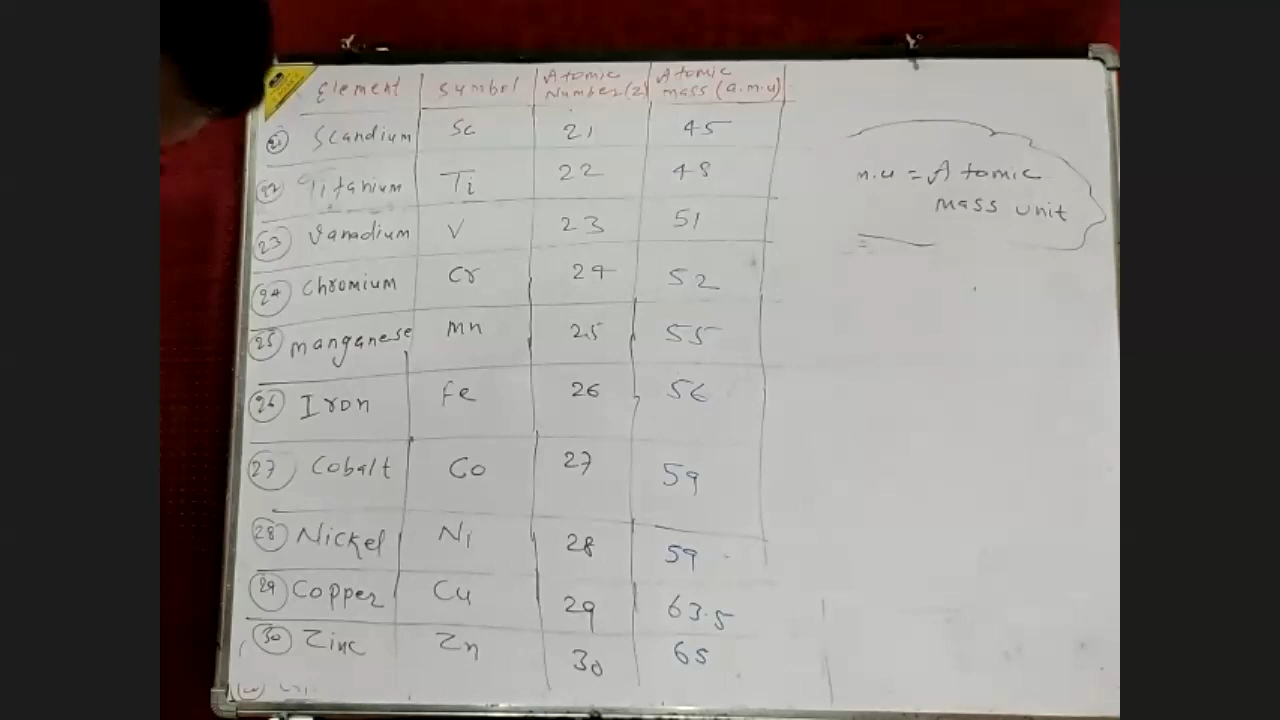 Element Symbol Atomic Number(Z) Atomic mass (a.m.u)
21 Scandium Sc 21 45
22 Titanium Ti 22 48
23 Vanadium V 23 51
24 Chromium Cr 24 52
25 Manganese Mn 25 55
26 Iron Fe 26 56
27 Cobalt Co 27 59
28 Nickel Ni 28 59
29 Copper Cu 29 63.5
30 Zinc Zn 30 65
m.u = Atomic
mass unit